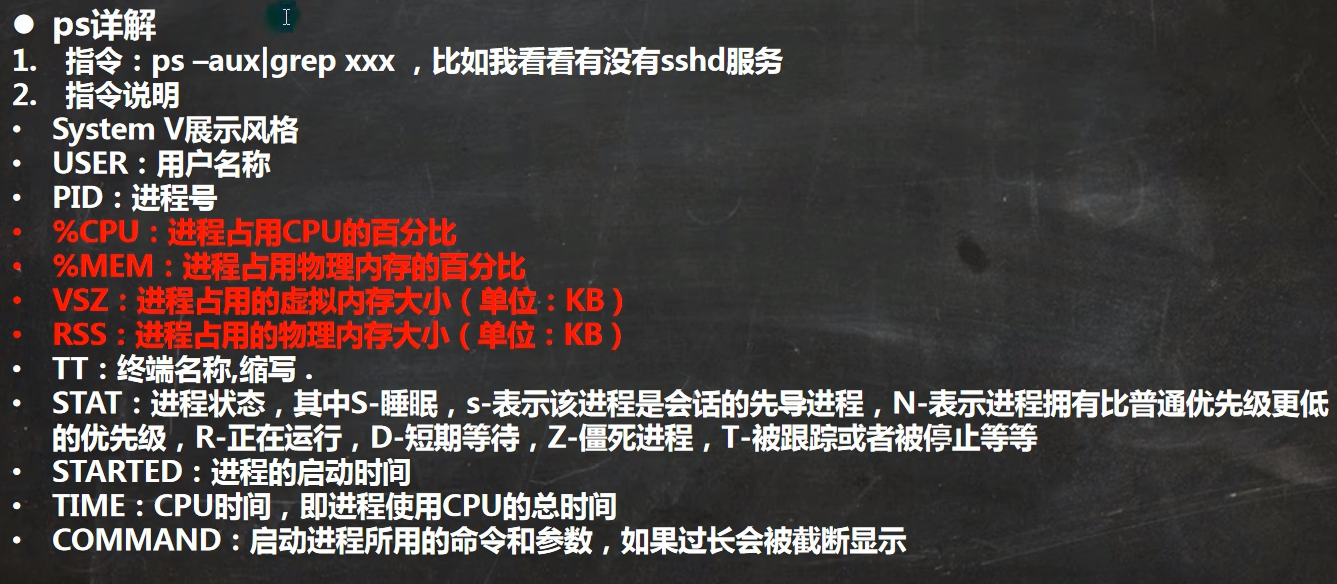 ● ps详解
1. 指令：ps –aux|grep xxx ，比如我看看有没有sshd服务
2. 指令说明
• System V展示风格
• USER：用户名称
• PID：进程号
• %CPU：进程占用CPU的百分比
• %MEM：进程占用物理内存的百分比
• VSZ：进程占用的虚拟内存大小（单位：KB）
• RSS：进程占用的物理内存大小（单位：KB）
• TT：终端名称,缩写 .
• STAT：进程状态，其中S-睡眠，s-表示该进程是会话的先导进程，N-表示进程拥有比普通优先级更低
的优先级，R-正在运行，D-短期等待，Z-僵死进程，T-被跟踪或者被停止等等
• STARTED：进程的启动时间
• TIME：CPU时间，即进程使用CPU的总时间
• COMMAND：启动进程所用的命令和参数，如果过长会被截断显示